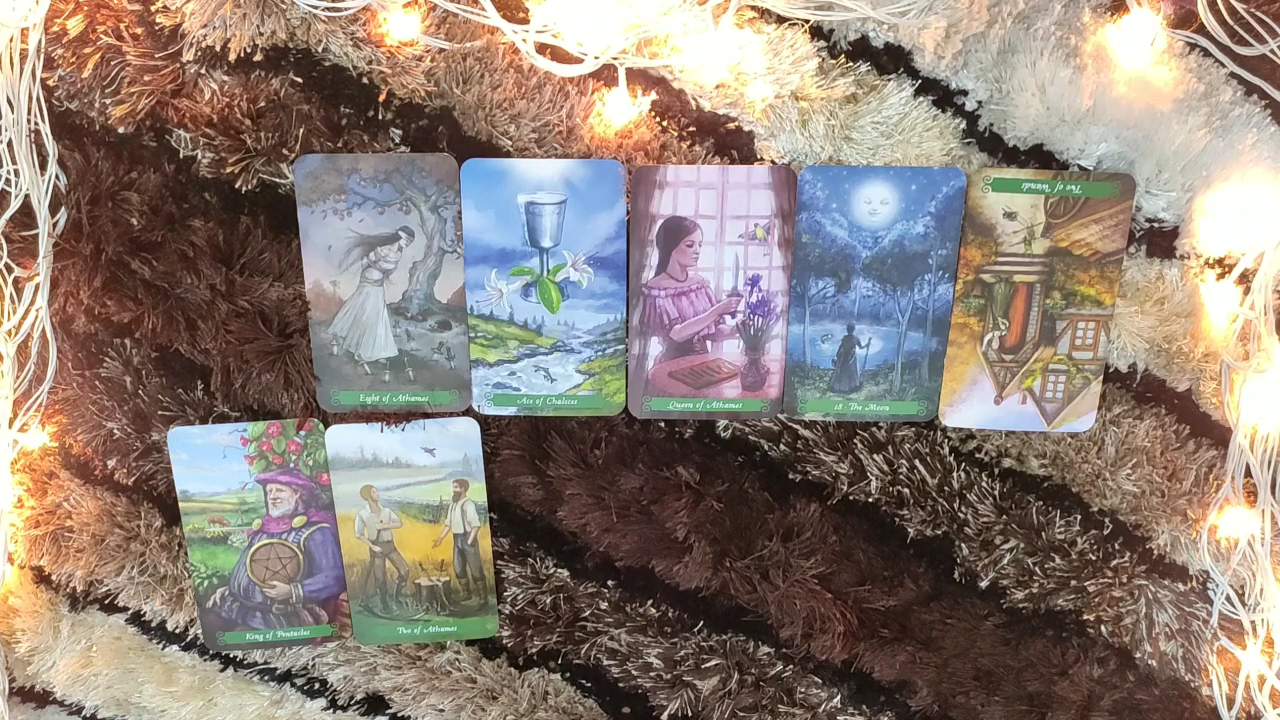 Eight of Athames
Ace of Chalices
Queen of Athames
18 The Moon
Two of Wands
King of Pentacles
Two of Athames